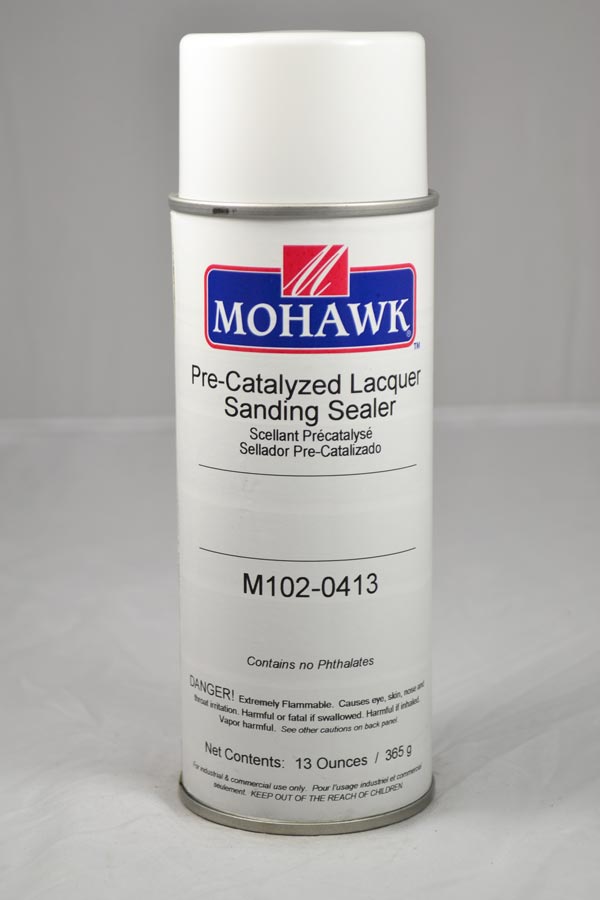 M
MOHAWK®
™
Pre-Catalyzed Lacquer
Sanding Sealer
Scellant Précatalysé
Sellador Pre-Catalizado
M102-0413
Contains no Phthalates
DANGER! Extremely Flammable. Causes eye, skin, nose and
throat irritation. Harmful or fatal if swallowed. Harmful if inhaled.
Vapor harmful. See other cautions on back panel.
Net Contents: 13 Ounces / 365 g
For industrial & commercial use only. Pour l'usage industriel et commercial
seulement. KEEP OUT OF THE REACH OF CHILDREN.